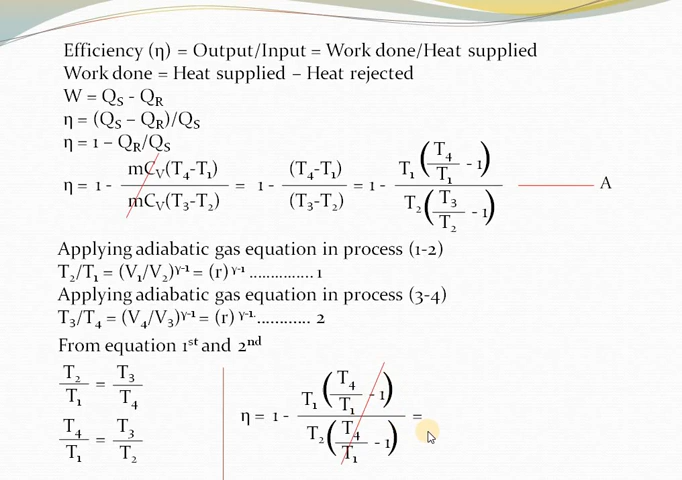 Efficiency (η) = Output/Input = Work done/Heat supplied
Work done = Heat supplied – Heat rejected
W = Q_S - Q_R
η = (Q_S – Q_R)/Q_S
η = 1 – Q_R/Q_S
η = 1 - mC_V(T_4-T_1) / mC_V(T_3-T_2) = 1 - (T_4-T_1) / (T_3-T_2) = 1 - T_1(T_4/T_1 - 1) / T_2(T_3/T_2 - 1) A
Applying adiabatic gas equation in process (1-2)
T_2/T_1 = (V_1/V_2)^γ-1 = (r)^γ-1 ............... 1
Applying adiabatic gas equation in process (3-4)
T_3/T_4 = (V_4/V_3)^γ-1 = (r)^γ-1............ 2
From equation 1st and 2nd
T_2/T_1 = T_3/T_4
T_4/T_1 = T_3/T_2
η = 1 - T_1(T_4/T_1 - 1) / T_2(T_4/T_1 - 1) =